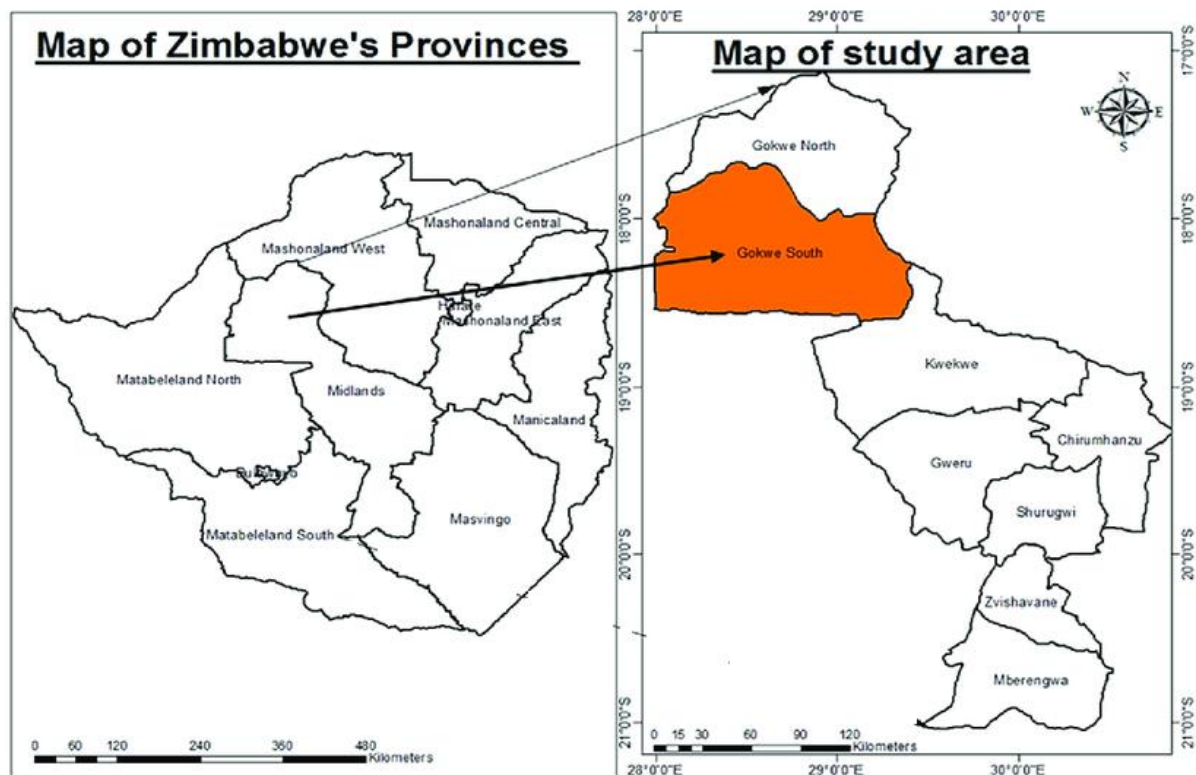 Map of Zimbabwe's Provinces
Mashonaland Central
Mashonaland West
Harare
Mashonaland East
Matabeleland North
Midlands
Manicaland
Bulawayo
Masvingo
Matabeleland South
0 60 120 240 360 480
Kilometers
28°0'0"E 29°0'0"E 30°0'0"E
Map of study area
N
W E
S
Gokwe North
Gokwe South
Kwekwe
Chirumhanzu
Gweru
Shurugwi
Zvishavane
Mberengwa
17°0'0"S
18°0'0"S
19°0'0"S
20°0'0"S
21°0'0"S
17°0'0"S
18°0'0"S
19°0'0"S
20°0'0"S
21°0'0"S
0 15 30 60 90 120
Kilometers
28°0'0"E 29°0'0"E 30°0'0"E